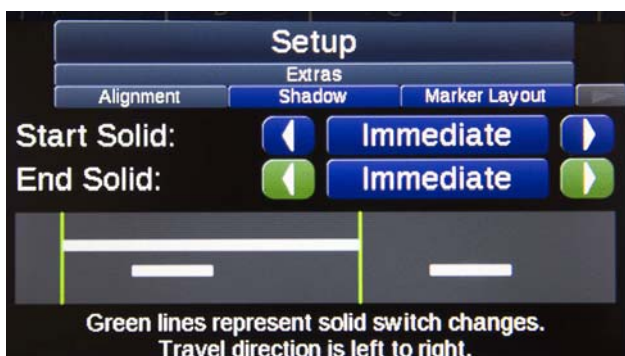 Setup
Extras
Alignment Shadow Marker Layout
Start Solid: Immediate
End Solid: Immediate
Green lines represent solid switch changes.
Travel direction is left to right.